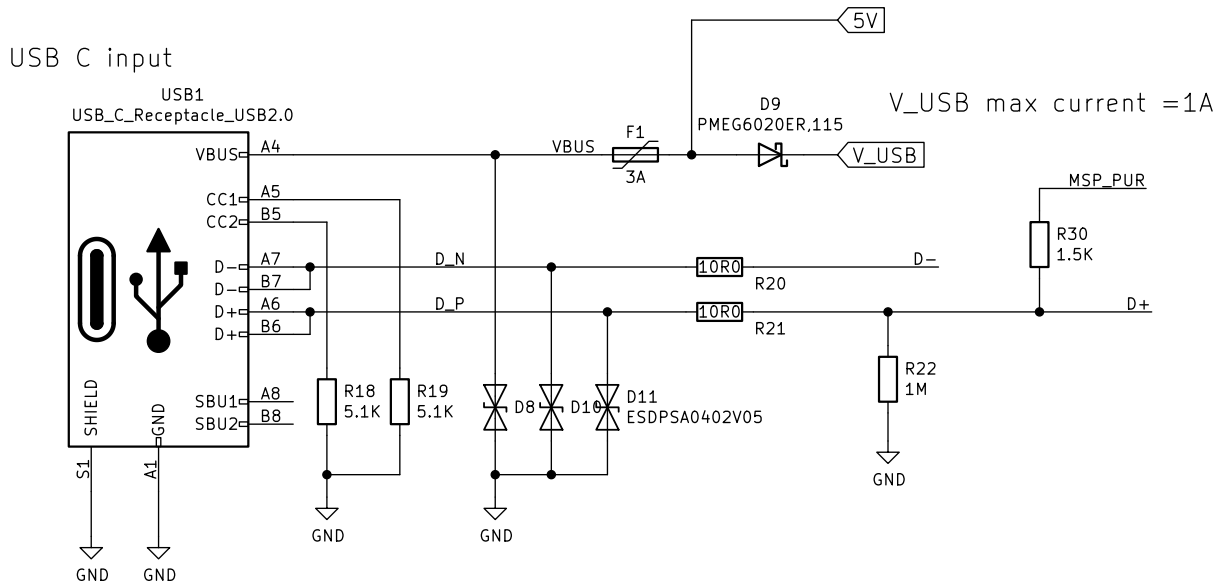 5V
USB C input
USB1
USB_C_Receptacle_USB2.0
D9
PMEG6020ER,115
V_USB max current =1A
F1
VBUS
A4
VBUS
V_USB
3A
MSP_PUR
CC1
A5
CC2
B5
R30
1.5K
D-
A7
D_N
10R0
D-
D-
B7
R20
D+
A6
D_P
10R0
D+
D+
B6
R21
R22
1M
SHIELD
GND
SBU1
A8
SBU2
B8
R18
5.1K
R19
5.1K
D8
D10
D11
ESDPSA0402V05
S1
A1
GND
GND
GND
GND
GND